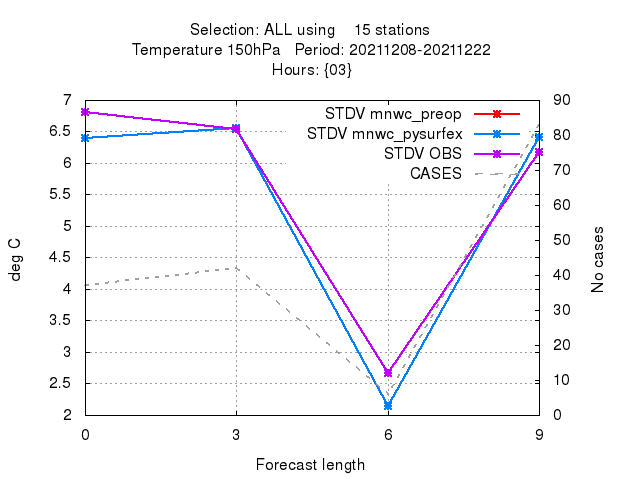 Selection: ALL using 15 stations
Temperature 150hPa Period: 20211208-20211222
Hours: {03}
STDV mnwc_preop
STDV mnwc_pysurfex
STDV OBS
CASES
7
6.5
6
5.5
5
4.5
4
3.5
3
2.5
2
90
80
70
60
50
40
30
20
10
0
deg C
No cases
0 3 6 9
Forecast length